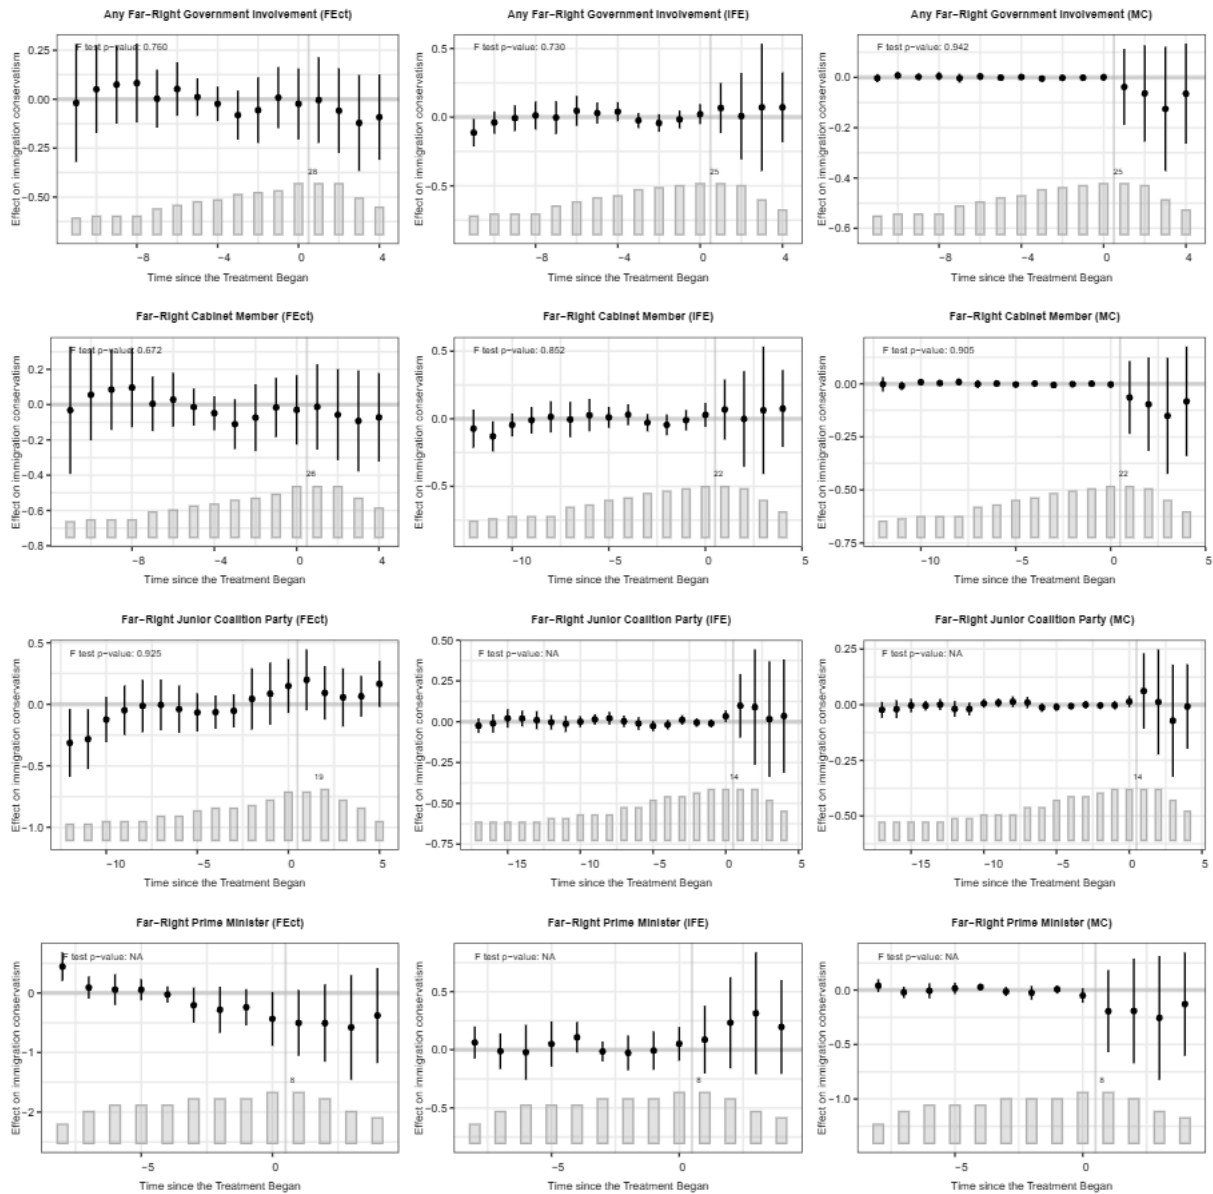 Any Far-Right Government Involvement (FEct)
F test p-value: 0.760
Effect on immigration conservatism
0.25
0.00
-0.25
-0.50
28
-8
-4
0
4
Time since the Treatment Began
Any Far-Right Government Involvement (IFE)
F test p-value: 0.730
Effect on immigration conservatism
0.5
0.0
-0.5
25
-8
-4
0
4
Time since the Treatment Began
Any Far-Right Government Involvement (MC)
F test p-value: 0.942
Effect on immigration conservatism
0.0
-0.2
-0.4
-0.6
25
-8
-4
0
4
Time since the Treatment Began
Far-Right Cabinet Member (FEct)
F test p-value: 0.672
Effect on immigration conservatism
0.2
0.0
-0.2
-0.4
-0.6
-0.8
26
-8
-4
0
4
Time since the Treatment Began
Far-Right Cabinet Member (IFE)
F test p-value: 0.852
Effect on immigration conservatism
0.5
0.0
-0.5
22
-10
-5
0
5
Time since the Treatment Began
Far-Right Cabinet Member (MC)
F test p-value: 0.905
Effect on immigration conservatism
0.00
-0.25
-0.50
-0.75
22
-10
-5
0
5
Time since the Treatment Began
Far-Right Junior Coalition Party (FEct)
F test p-value: 0.925
Effect on immigration conservatism
0.5
0.0
-0.5
-1.0
19
-10
-5
0
5
Time since the Treatment Began
Far-Right Junior Coalition Party (IFE)
F test p-value: NA
Effect on immigration conservatism
0.50
0.25
0.00
-0.25
-0.50
-0.75
14
-15
-10
-5
0
5
Time since the Treatment Began
Far-Right Junior Coalition Party (MC)
F test p-value: NA
Effect on immigration conservatism
0.25
0.00
-0.25
-0.50
14
-15
-10
-5
0
5
Time since the Treatment Began
Far-Right Prime Minister (FEct)
F test p-value: NA
Effect on immigration conservatism
0
-1
-2
8
-5
0
Time since the Treatment Began
Far-Right Prime Minister (IFE)
F test p-value: NA
Effect on immigration conservatism
0.5
0.0
-0.5
8
-5
0
Time since the Treatment Began
Far-Right Prime Minister (MC)
F test p-value: NA
Effect on immigration conservatism
0.0
-0.5
-1.0
8
-5
0
Time since the Treatment Began